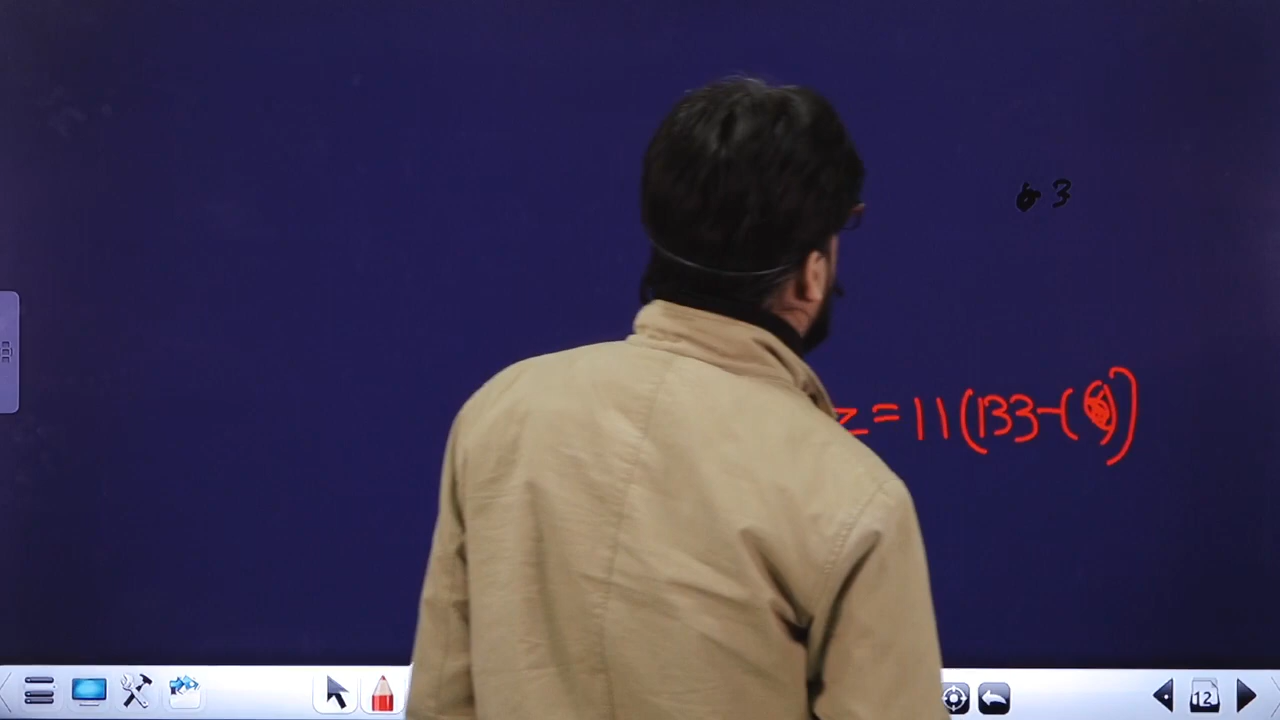 3
z = 11(133-( ))
12